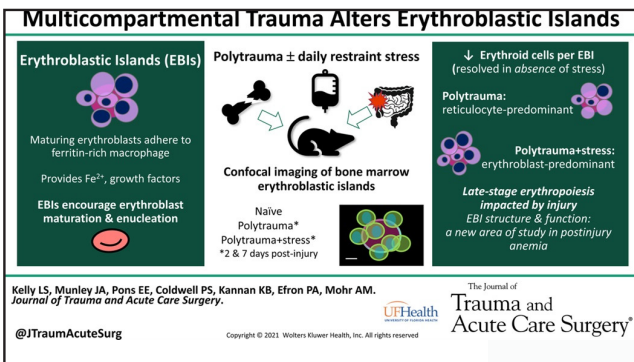 Multicompartmental Trauma Alters Erythroblastic Islands
Erythroblastic Islands (EBIs)
Maturing erythroblasts adhere to
ferritin-rich macrophage
Provides Fe²⁺, growth factors
EBIs encourage erythroblast
maturation & enucleation
Polytrauma ± daily restraint stress
Confocal imaging of bone marrow
erythroblastic islands
Naïve
Polytrauma*
Polytrauma+stress*
*2 & 7 days post-injury
↓ Erythroid cells per EBI
(resolved in absence of stress)
Polytrauma:
reticulocyte-predominant
Polytrauma+stress:
erythroblast-predominant
Late-stage erythropoiesis
impacted by injury
EBI structure & function:
a new area of study in postinjury
anemia
Kelly LS, Munley JA, Pons EE, Coldwell PS, Kannan KB, Efron PA, Mohr AM.
Journal of Trauma and Acute Care Surgery.
@JTraumAcuteSurg
Copyright © 2021 Wolters Kluwer Health, Inc. All rights reserved
UFHealth
UNIVERSITY OF FLORIDA HEALTH
The Journal of
Trauma and
Acute Care Surgery®